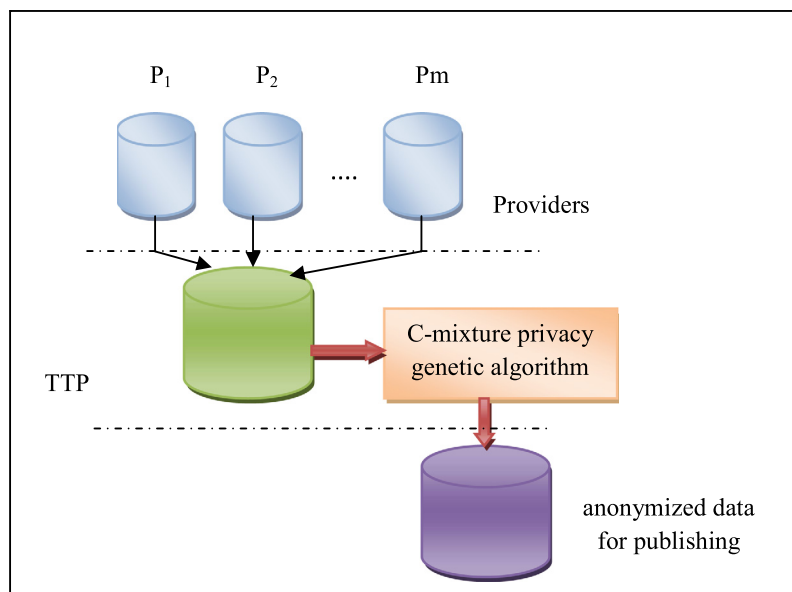 P₁ P₂ Pm
....
Providers
C-mixture privacy
genetic algorithm
TTP
anonymized data
for publishing